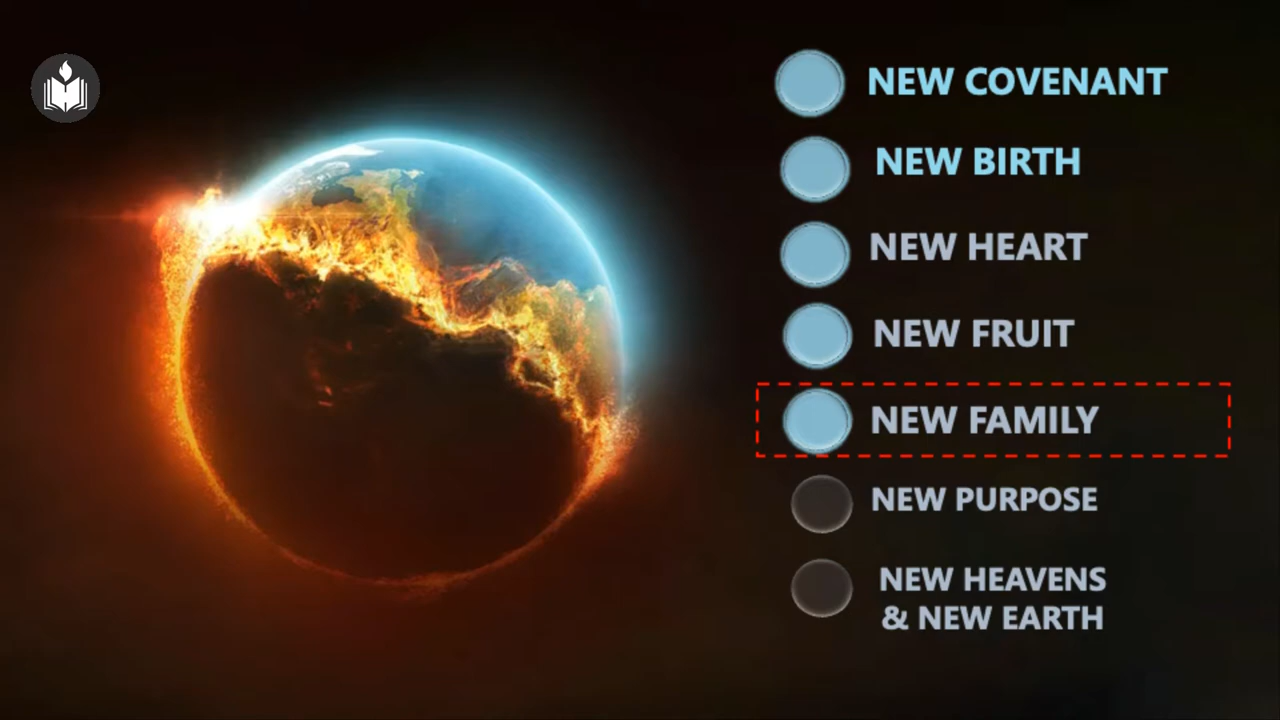 NEW COVENANT
NEW BIRTH
NEW HEART
NEW FRUIT
NEW FAMILY
NEW PURPOSE
NEW HEAVENS
& NEW EARTH